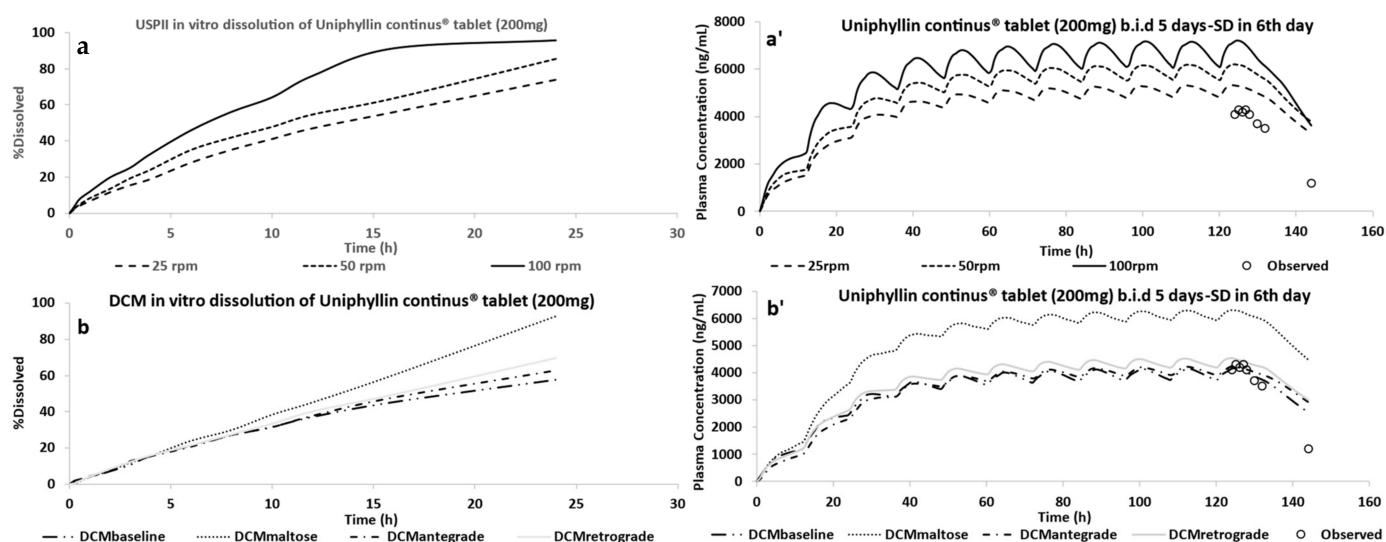 USPII in vitro dissolution of Uniphyllin continus® tablet (200mg)
a
%Dissolved
100
80
60
40
20
0
0 5 10 15 20 25 30
Time (h)
25 rpm 50 rpm 100 rpm
Uniphyllin continus® tablet (200mg) b.i.d 5 days-SD in 6th day
a'
Plasma Concentration (ng/mL)
8000
6000
4000
2000
0
0 20 40 60 80 100 120 140 160
Time (h)
25rpm 50rpm 100rpm Observed
DCM in vitro dissolution of Uniphyllin continus® tablet (200mg)
b
%Dissolved
100
80
60
40
20
0
0 5 10 15 20 25 30
Time (h)
DCMbaseline DCMmaltose DCMantegrade DCMretrograde
Uniphyllin continus® tablet (200mg) b.i.d 5 days-SD in 6th day
b'
Plasma Concentration (ng/mL)
7000
6000
5000
4000
3000
2000
1000
0
0 20 40 60 80 100 120 140 160
Time (h)
DCMbaseline DCMmaltose DCMantegrade DCMretrograde Observed